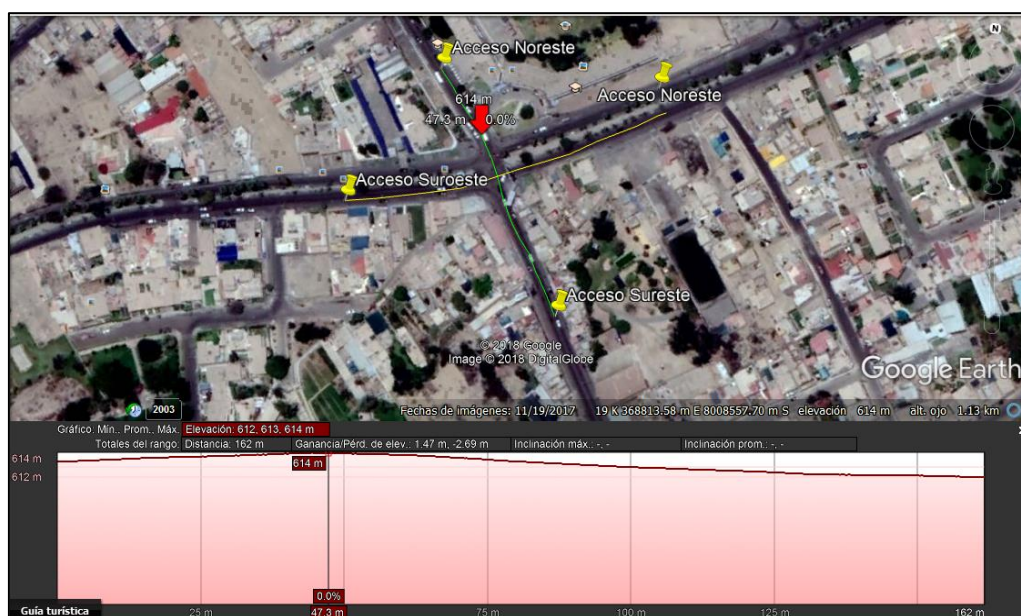 N
Acceso Noreste
Acceso Noreste
614 m
47.3 m 0.0%
Acceso Suroeste
Acceso Sureste
© 2018 Google
Image © 2018 DigitalGlobe
Google Earth
2003
Fechas de imágenes: 11/19/2017 19 K 368813.58 m E 8008557.70 m S elevación 614 m alt. ojo 1.13 km
Gráfico: Mín., Prom., Máx. Elevación: 612, 613, 614 m
Totales del rango: Distancia: 162 m Ganancia/Pérd. de elev.: 1.47 m, -2.69 m Inclinación máx.: -, - Inclinación prom.: -, -
614 m
612 m
614 m
0.0%
Guía turística
25 m 47.3 m 75 m 100 m 125 m 162 m